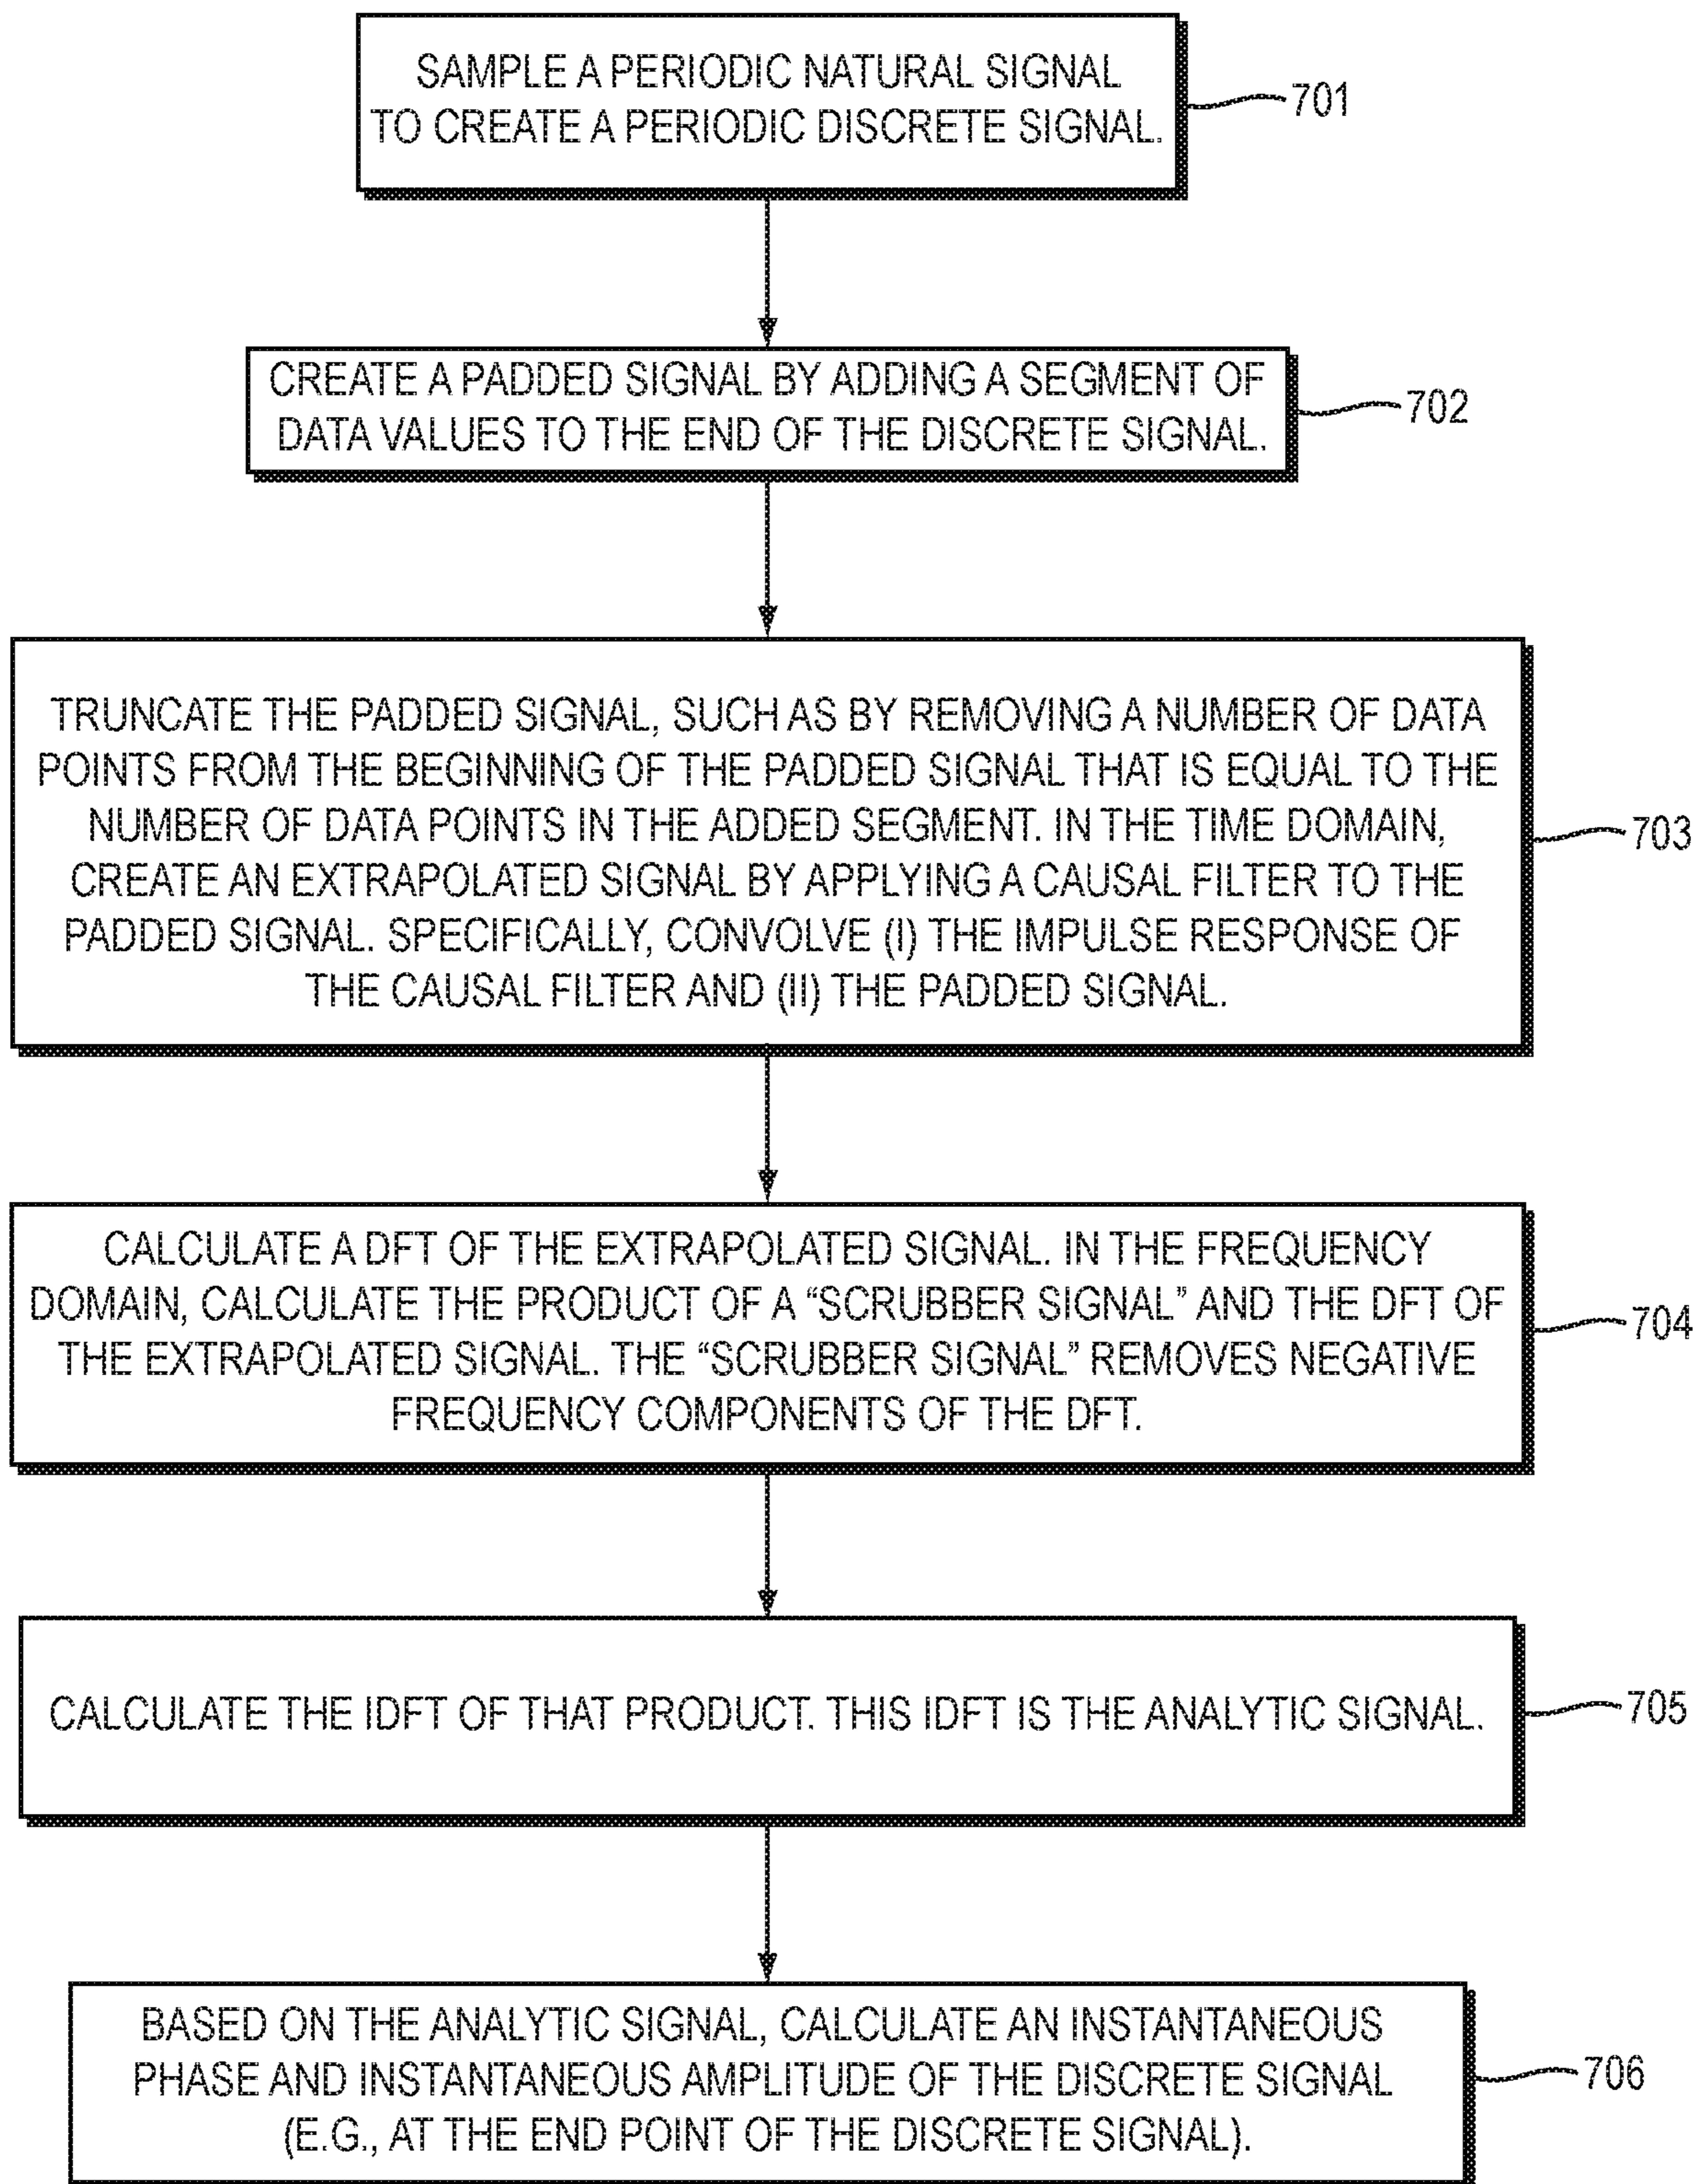 SAMPLE A PERIODIC NATURAL SIGNAL
TO CREATE A PERIODIC DISCRETE SIGNAL.
701
CREATE A PADDED SIGNAL BY ADDING A SEGMENT OF
DATA VALUES TO THE END OF THE DISCRETE SIGNAL.
702
TRUNCATE THE PADDED SIGNAL, SUCH AS BY REMOVING A NUMBER OF DATA
POINTS FROM THE BEGINNING OF THE PADDED SIGNAL THAT IS EQUAL TO THE
NUMBER OF DATA POINTS IN THE ADDED SEGMENT. IN THE TIME DOMAIN,
CREATE AN EXTRAPOLATED SIGNAL BY APPLYING A CAUSAL FILTER TO THE
PADDED SIGNAL. SPECIFICALLY, CONVOLVE (I) THE IMPULSE RESPONSE OF
THE CAUSAL FILTER AND (II) THE PADDED SIGNAL.
703
CALCULATE A DFT OF THE EXTRAPOLATED SIGNAL. IN THE FREQUENCY
DOMAIN, CALCULATE THE PRODUCT OF A “SCRUBBER SIGNAL” AND THE DFT OF
THE EXTRAPOLATED SIGNAL. THE “SCRUBBER SIGNAL” REMOVES NEGATIVE
FREQUENCY COMPONENTS OF THE DFT.
704
CALCULATE THE IDFT OF THAT PRODUCT. THIS IDFT IS THE ANALYTIC SIGNAL.
705
BASED ON THE ANALYTIC SIGNAL, CALCULATE AN INSTANTANEOUS
PHASE AND INSTANTANEOUS AMPLITUDE OF THE DISCRETE SIGNAL
(E.G., AT THE END POINT OF THE DISCRETE SIGNAL).
706